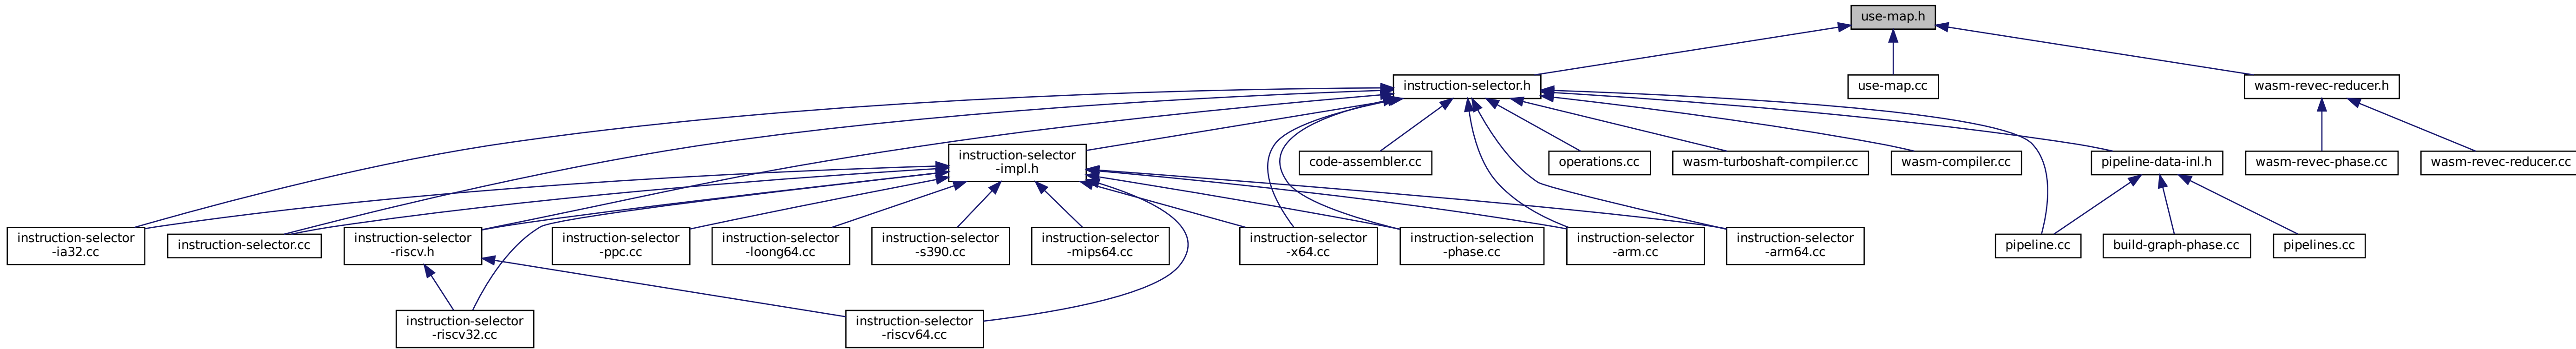 use-map.h
instruction-selector.h
use-map.cc
wasm-revec-reducer.h
instruction-selector
-impl.h
code-assembler.cc
operations.cc
wasm-turboshaft-compiler.cc
wasm-compiler.cc
pipeline-data-inl.h
wasm-revec-phase.cc
wasm-revec-reducer.cc
instruction-selector
-ia32.cc
instruction-selector.cc
instruction-selector
-riscv.h
instruction-selector
-ppc.cc
instruction-selector
-loong64.cc
instruction-selector
-s390.cc
instruction-selector
-mips64.cc
instruction-selector
-x64.cc
instruction-selection
-phase.cc
instruction-selector
-arm.cc
instruction-selector
-arm64.cc
pipeline.cc
build-graph-phase.cc
pipelines.cc
instruction-selector
-riscv32.cc
instruction-selector
-riscv64.cc